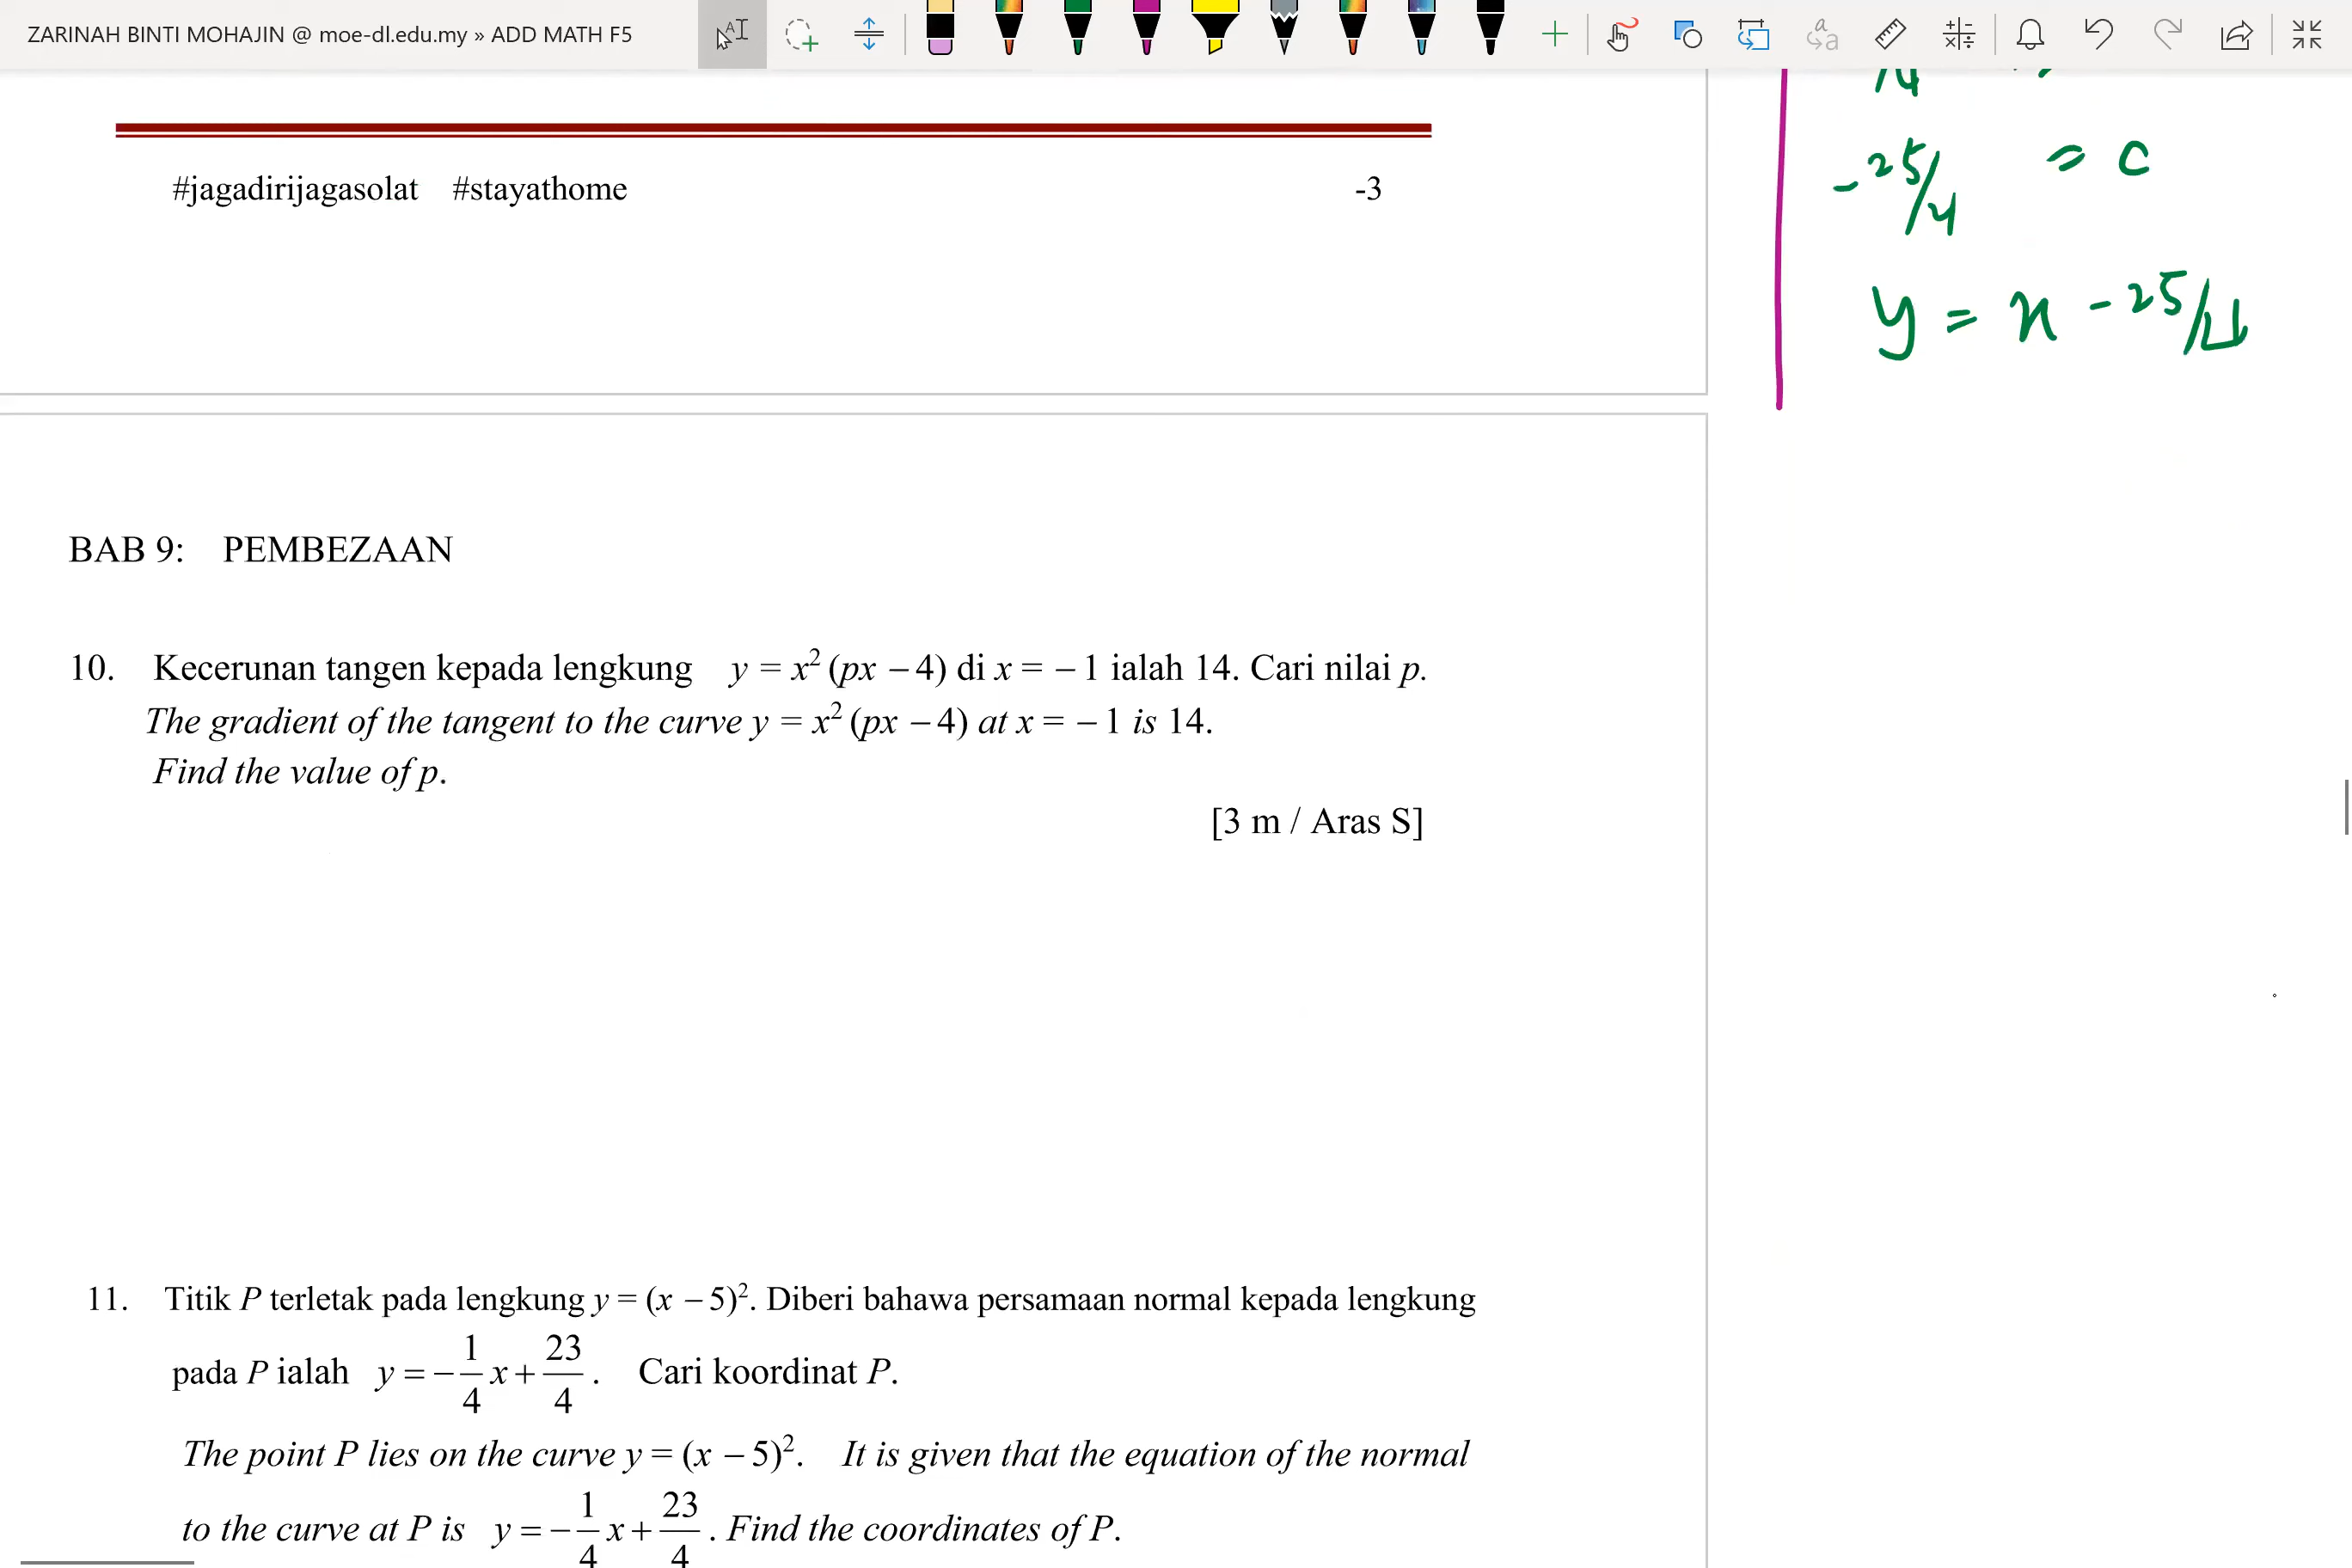 ZARINAH BINTI MOHAJIN @ moe-dl.edu.my » ADD MATH F5
= c
-25/4
y = x - 25/4
#jagadirijagasolat #stayathome -3
BAB 9: PEMBEZAAN
10. Kecerunan tangen kepada lengkung y = x² (px – 4) di x = – 1 ialah 14. Cari nilai p.
The gradient of the tangent to the curve y = x² (px – 4) at x = – 1 is 14.
Find the value of p.
[3 m / Aras S]
11. Titik P terletak pada lengkung y = (x – 5)². Diberi bahawa persamaan normal kepada lengkung
pada P ialah y = -1/4 x + 23/4. Cari koordinat P.
The point P lies on the curve y = (x – 5)². It is given that the equation of the normal
to the curve at P is y = -1/4 x + 23/4. Find the coordinates of P.